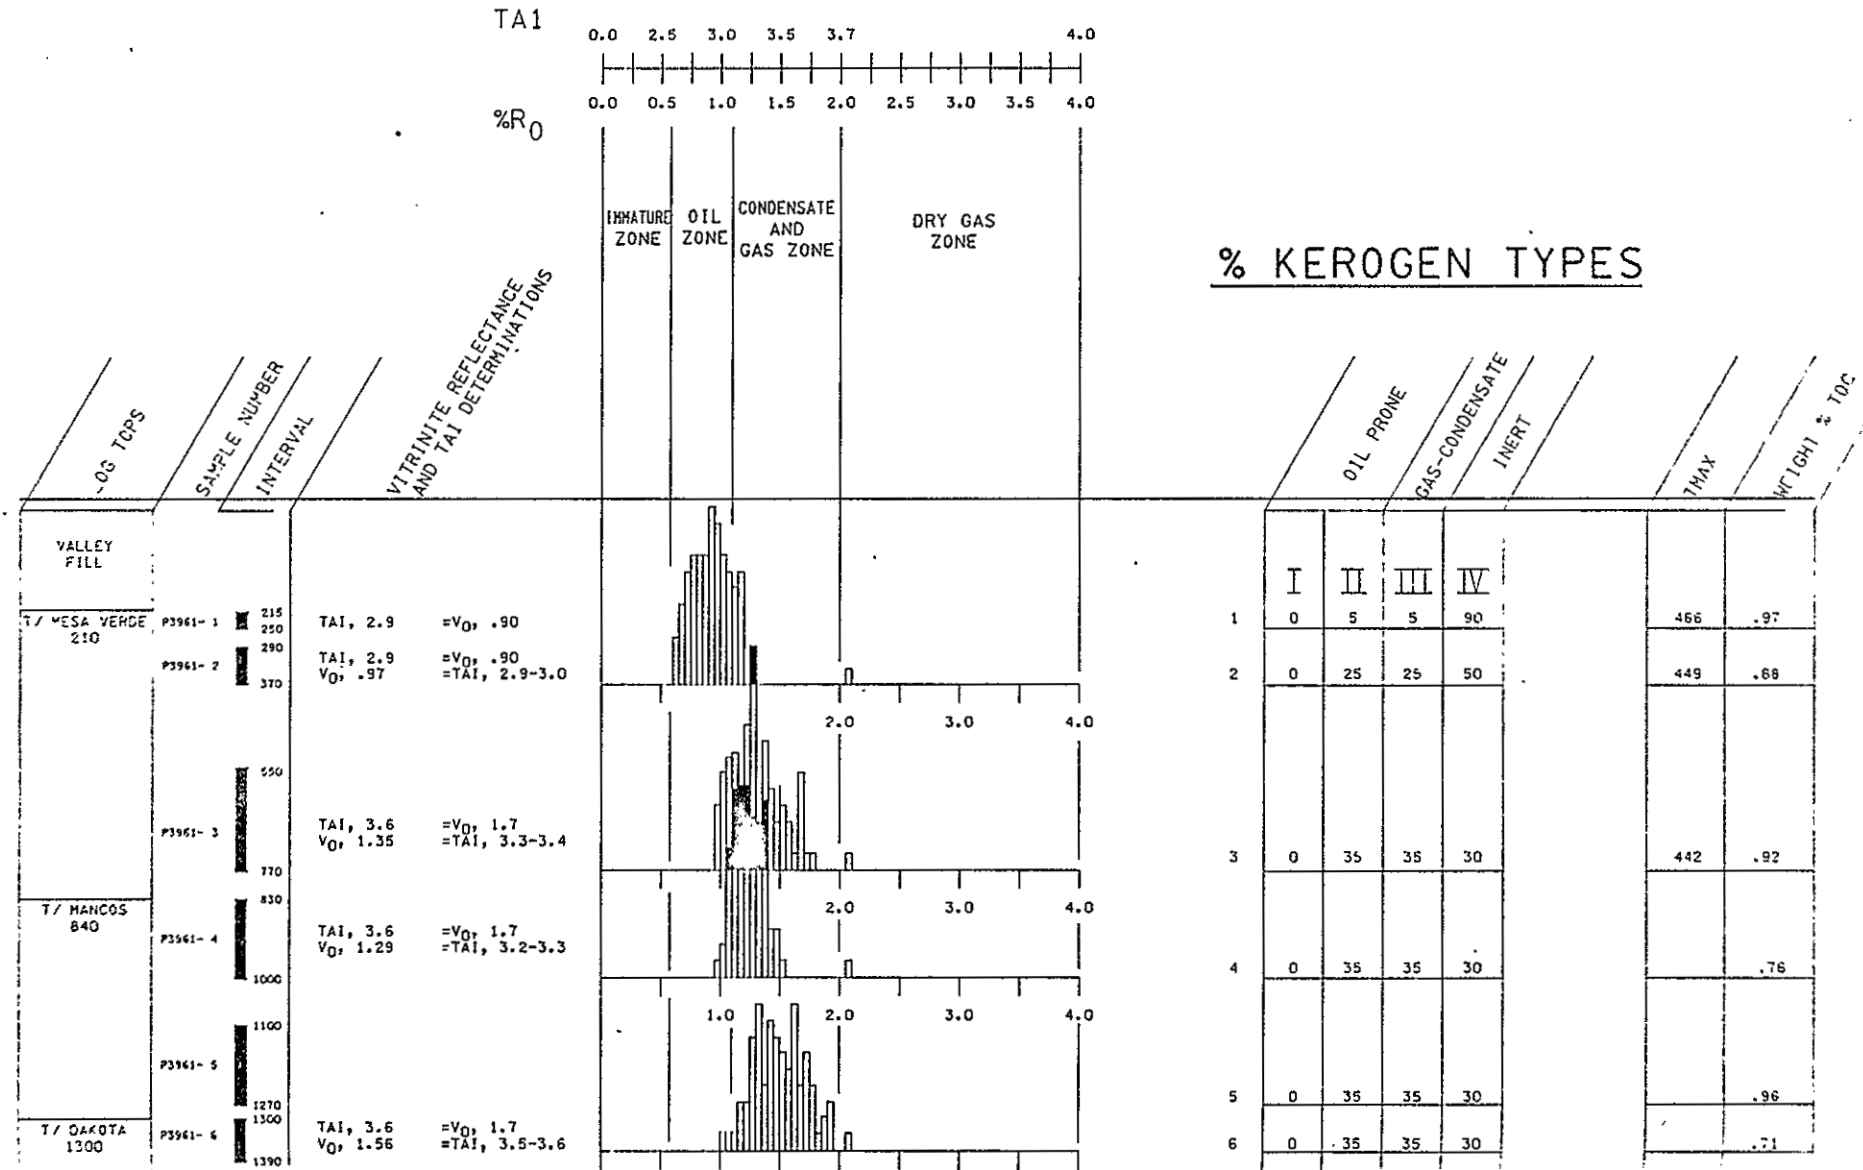 TAI
0.0 2.5 3.0 3.5 3.7 4.0
0.0 0.5 1.0 1.5 2.0 2.5 3.0 3.5 4.0
%R0
IMMATURE ZONE
OIL ZONE
CONDENSATE AND GAS ZONE
DRY GAS ZONE
% KEROGEN TYPES
LOG TOPS
SAMPLE NUMBER
INTERVAL
VITRINITE REFLECTANCE
AND TAI DETERMINATIONS
OIL PRONE
GAS-CONDENSATE
INERT
TMAX
WEIGHT % TOC
VALLEY
FILL
I II III IV
T/ MESA VERDE
210
P3961- 1
215
250
TAI, 2.9 =V0, .90
1 0 5 5 90 466 .97
P3961- 2
290
370
TAI, 2.9 =V0, .90
V0, .97 =TAI, 2.9-3.0
2 0 25 25 50 449 .68
2.0 3.0 4.0
P3961- 3
550
770
TAI, 3.6 =V0, 1.7
V0, 1.35 =TAI, 3.3-3.4
3 0 35 35 30 442 .92
2.0 3.0 4.0
T/ MANCOS
840
P3961- 4
830
1000
TAI, 3.6 =V0, 1.7
V0, 1.29 =TAI, 3.2-3.3
4 0 35 35 30 .76
1.0 2.0 3.0 4.0
P3961- 5
1100
1270
5 0 35 35 30 .96
T/ DAKOTA
1300
P3961- 6
1300
1390
TAI, 3.6 =V0, 1.7
V0, 1.56 =TAI, 3.5-3.6
6 0 35 35 30 .71